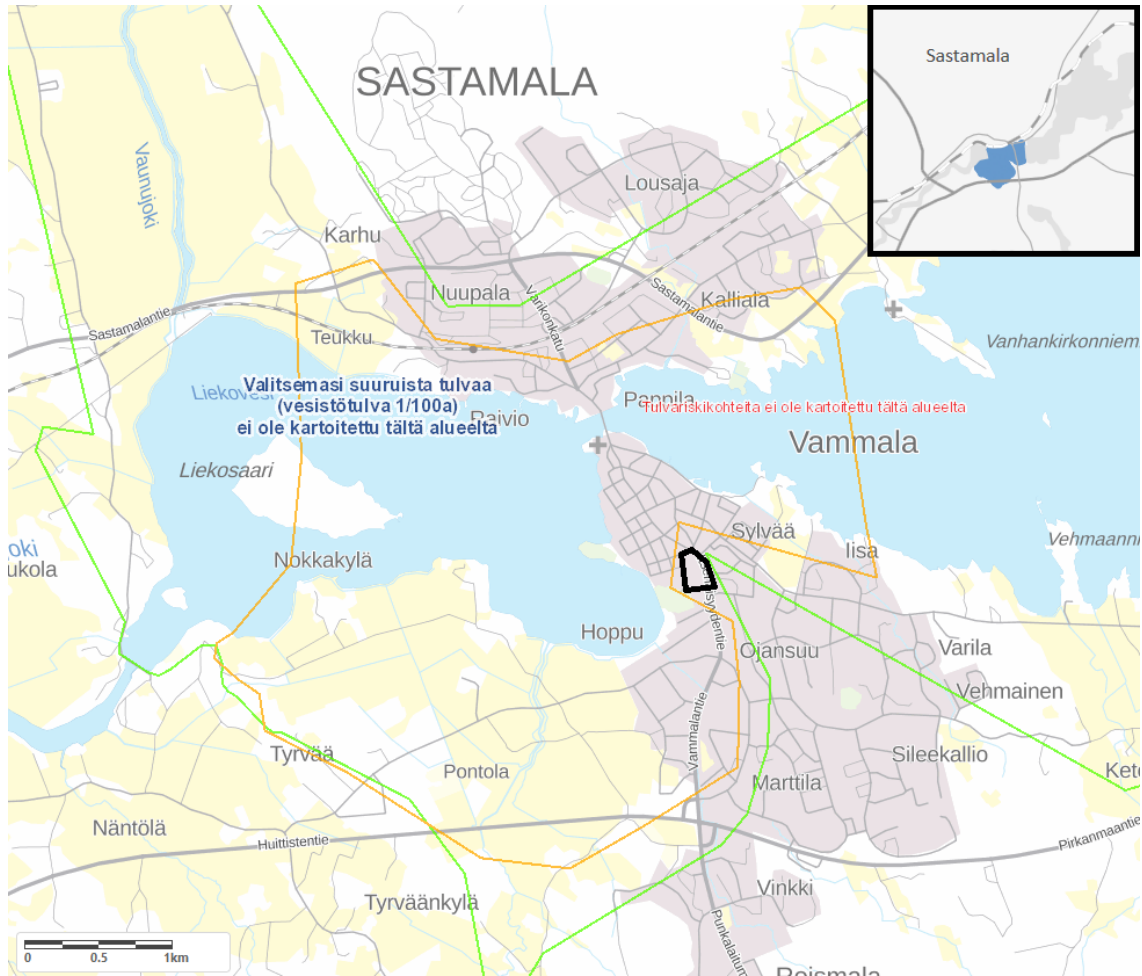 Sastamala
SASTAMALA
Vaunujoki
Lousaja
Karhu
Nuupala
Varikonkatu
Sastamalantie
Kalliala
Sastamalantie
Teukku
Vanhankirkonniem
Liekovesi
Valitsemasi suuruista tulvaa
(vesistötulva 1/100a)
ei ole kartoitettu tältä alueelta
Raivio
Pappila
Tulvariskikohteita ei ole kartoitettu tältä alueelta
Vammala
Liekosaari
Sylvää
Iisa
Vehmaanni
oki
ukola
Nokkakylä
Hoppu
Ojansuu
Varila
Vehmainen
Vammalantie
Tyrvää
Pontola
Sileekallio
Keto
Marttila
Näntölä
Huittistentie
Pirkanmaantie
Vinkki
Tyrväänkylä
Punkalaitum
Roismala
0 0.5 1km